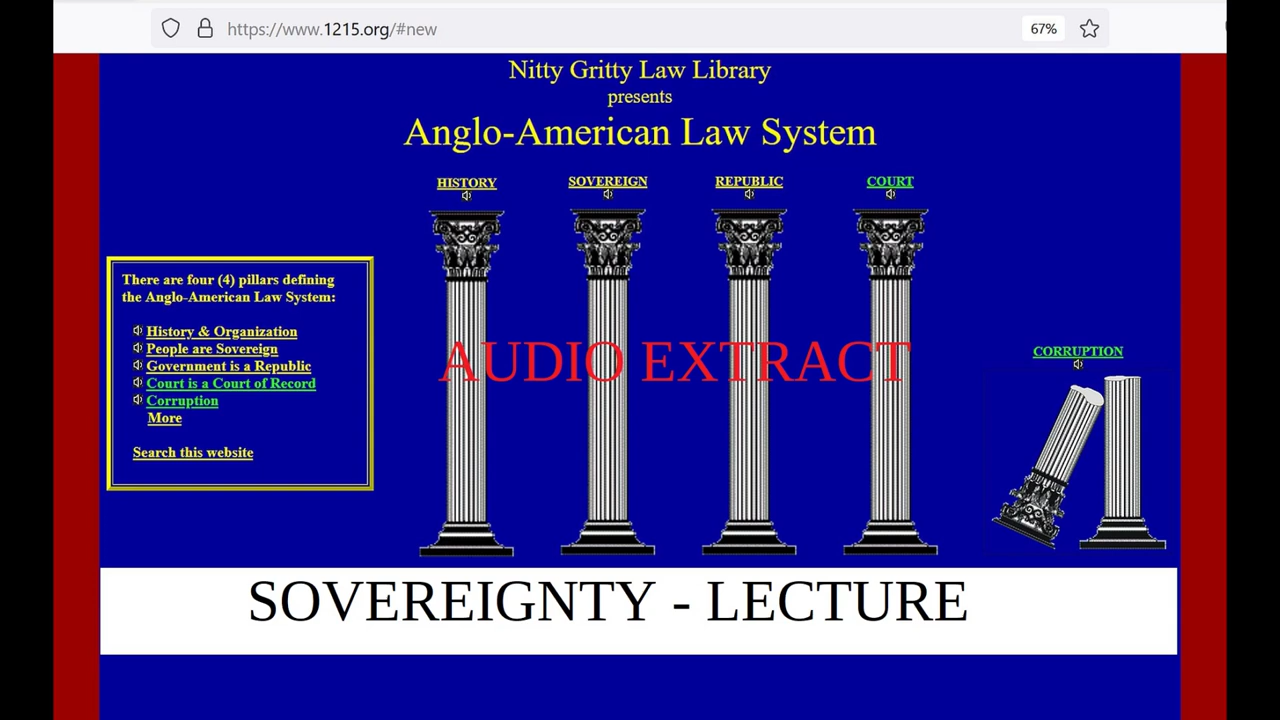 https://www.1215.org/#new
67%
Nitty Gritty Law Library
presents
Anglo-American Law System
HISTORY
SOVEREIGN
REPUBLIC
COURT
There are four (4) pillars defining
the Anglo-American Law System:
History & Organization
People are Sovereign
Government is a Republic
Court is a Court of Record
Corruption
More
Search this website
AUDIO EXTRACT
CORRUPTION
SOVEREIGNTY - LECTURE